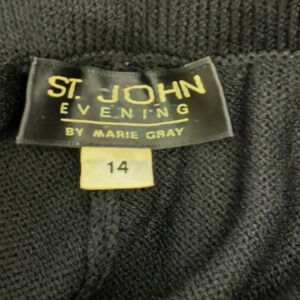 ST. JOHN
EVENING
BY MARIE GRAY
14